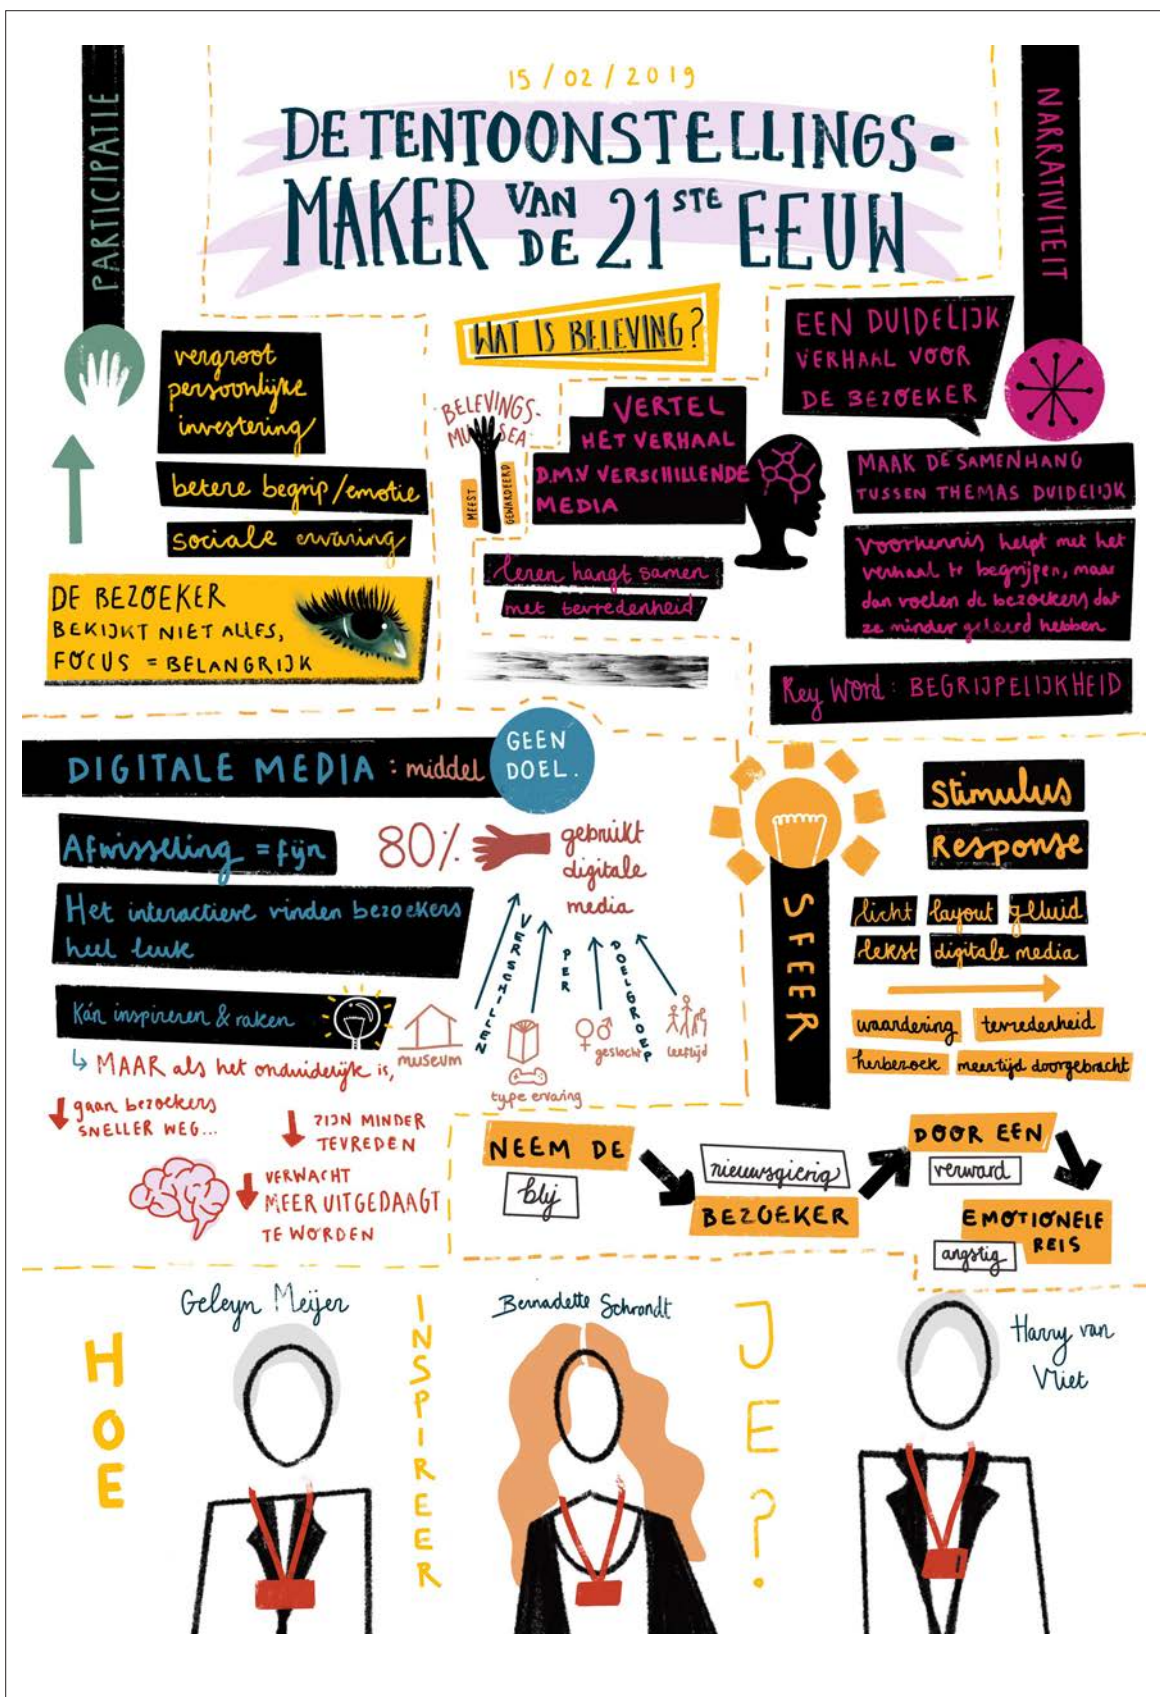 15/02/2019
DE TENTOONSTELLINGS-
MAKER VAN DE 21STE EEUW
PARTICIPATIE
vergroot
persoonlijke
investering
betere begrip/emotie
sociale ervaring
DE BEZOEKER
BEKIJKT NIET ALLES,
FOCUS = BELANGRIJK
WAT IS BELEVING?
BELEVINGS-
MUSEA:
MEEST
GEWARDEERD
VERTEL
HET VERHAAL
D.M.V VERSCHILLENDE
MEDIA
leren hangt samen
met tevredenheid
NARRATIVITEIT
EEN DUIDELIJK
VERHAAL VOOR
DE BEZOEKER
MAAK DE SAMENHANG
TUSSEN THEMAS DUIDELIJK
Voorkennis helpt met het
verhaal te begrijpen, maar
dan voelen de bezoekers dat
ze minder geleerd hebben
Key Word: BEGRIJPELIJKHEID
DIGITALE MEDIA: middel
GEEN
DOEL.
Afwisseling = fijn
Het interactieve vinden bezoekers
heel leuk
Kán inspireren & raken
MAAR als het onduidelijk is,
gaan bezoekers
SNELLER WEG...
ZIJN MINDER
TEVREDEN
VERWACHT
MEER UITGEDAAGT
TE WORDEN
80%
gebruikt
digitale
media
VERSCHILLEN
PER
DOELGROEP
museum
type ervaring
geslacht
leeftijd
SFEER
Stimulus
Response
licht layout geluid
tekst digitale media
waardering tevredenheid
herbezoek meer tijd doorgebracht
NEEM DE
blij
nieuwsgierig
BEZOEKER
DOOR EEN
verward
EMOTIONELE
REIS
angstig
HOE
Geleyn Meijer
INSPIREER
Bernadette Schrandt
JE?
Harry van
Vliet